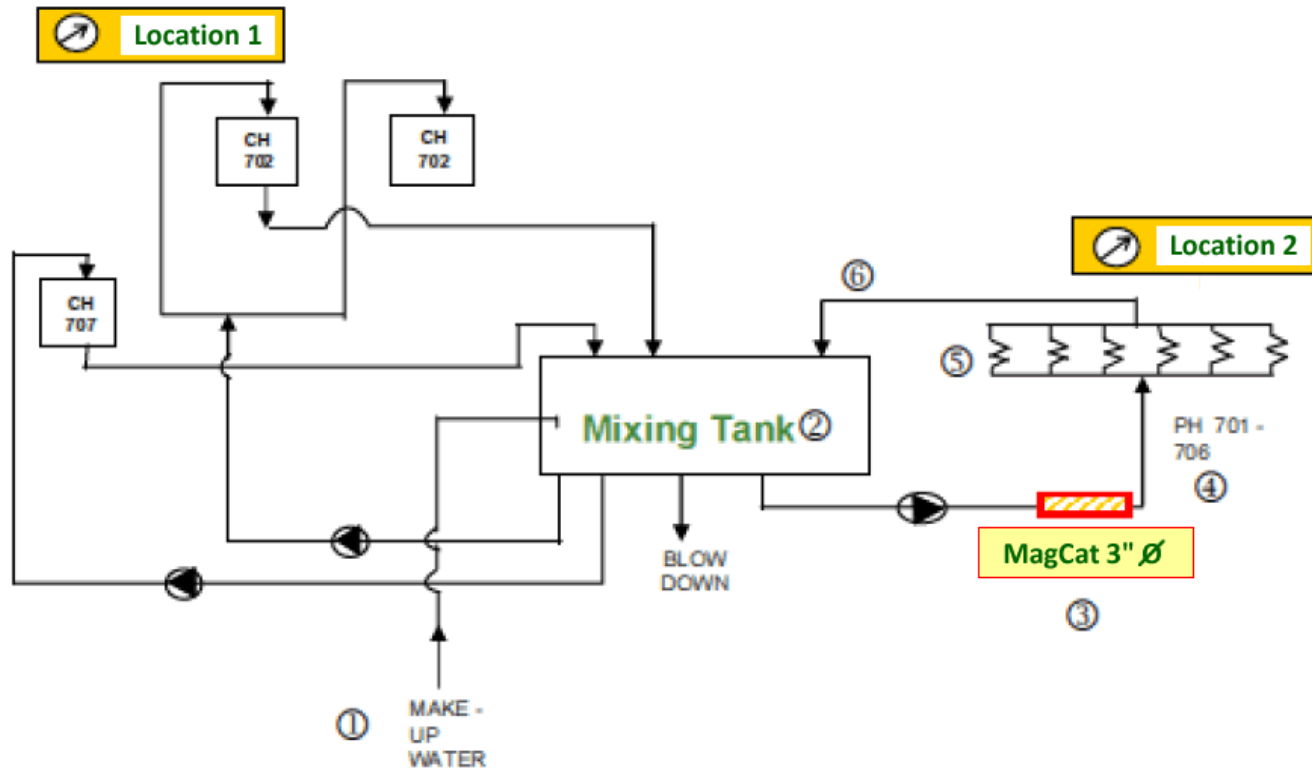 Location 1
CH
702
CH
702
Location 2
⑥
CH
707
⑤
Mixing Tank②
PH 701 -
706
④
MagCat 3" Ø
BLOW
DOWN
③
①
MAKE -
UP
WATER